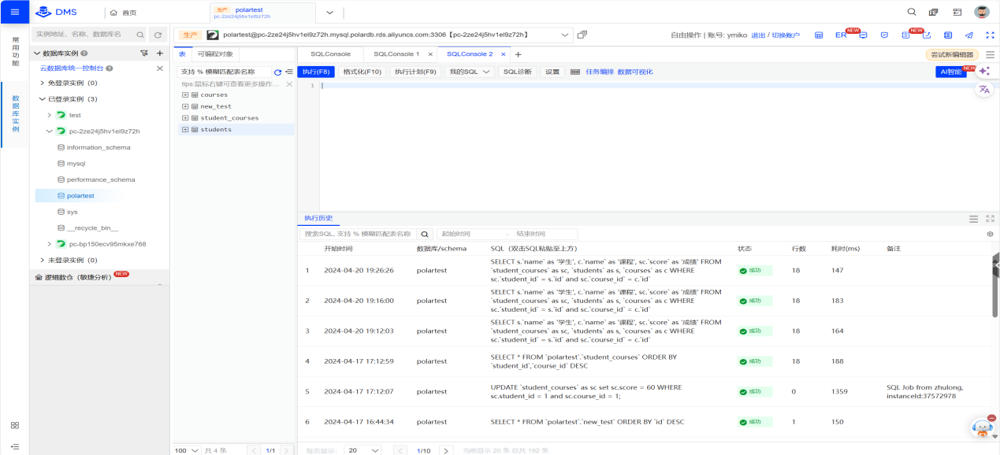 DMS
首页
生产 polartest
pc-2ze24j5hv1el9z72h
常用功能
数据库实例
实例地址、名称、数据库名
数据库实例
云数据库统一控制台
免登录实例 (0)
已登录实例 (3)
test
pc-2ze24j5hv1el9z72h
information_schema
mysql
performance_schema
polartest
sys
__recycle_bin__
pc-bp150ecv95mkxe768
未登录实例 (0)
逻辑数仓 (敏捷分析) NEW
生产 polartest@pc-2ze24j5hv1el9z72h.mysql.polardb.rds.aliyuncs.com:3306【pc-2ze24j5hv1el9z72h】
自由操作 | 账号: ymiko 退出 / 切换账户
ER NEW NEW
表 可编程对象
支持 % 模糊匹配表名称
tips:鼠标右键可查看更多操作...
courses
new_test
student_courses
students
100 共 4 条 1/1
SQLConsole SQLConsole 1 × SQLConsole 2 × +
尝试新编辑器
执行(F8) 格式化(F10) 执行计划(F9) 我的SQL SQL诊断 设置 任务编排 数据可视化
AI智能 NEW
1
执行历史
搜索SQL, 支持 % 模糊匹配表名称 起始时间 - 结束时间
开始时间 数据库/schema SQL (双击SQL粘贴至上方) 状态 行数 耗时(ms) 备注
1 2024-04-20 19:26:26 polartest SELECT s.`name` as '学生', c.`name` as '课程', sc.`score` as '成绩' FROM
`student_courses` as sc, `students` as s, `courses` as c WHERE
sc.`student_id` = s.`id` and sc.`course_id` = c.`id` 成功 18 147
2 2024-04-20 19:16:00 polartest SELECT s.`name` as '学生', c.`name` as '课程', sc.`score` as '成绩' FROM
`student_courses` as sc, `students` as s, `courses` as c WHERE
sc.`student_id` = s.`id` and sc.`course_id` = c.`id` 成功 18 183
3 2024-04-20 19:12:03 polartest SELECT s.`name` as '学生', c.`name` as '课程', sc.`score` as '成绩' FROM
`student_courses` as sc, `students` as s, `courses` as c WHERE
sc.`student_id` = s.`id` and sc.`course_id` = c.`id` 成功 18 164
4 2024-04-17 17:12:59 polartest SELECT * FROM `polartest`.`student_courses` ORDER BY
`student_id`,`course_id` DESC 成功 18 188
5 2024-04-17 17:12:07 polartest UPDATE `student_courses` as sc set sc.score = 60 WHERE
sc.student_id = 1 and sc.course_id = 1; 成功 0 1359 SQL Job from zhulong,
instanceId:37572978
6 2024-04-17 16:44:34 polartest SELECT * FROM `polartest`.`new_test` ORDER BY `id` DESC 成功 1 150
每页显示: 20 1/10 当前显示 20 条 总共 192 条